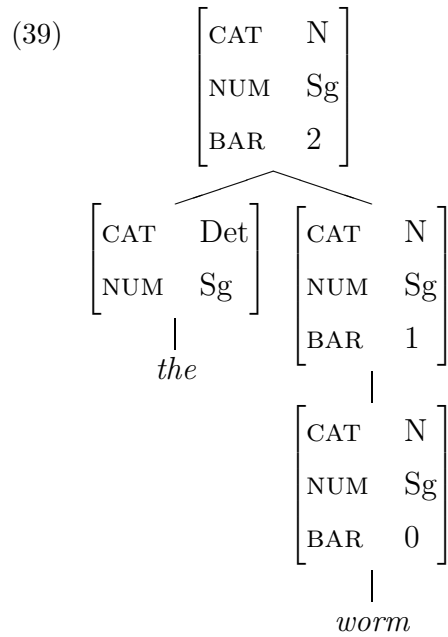 (39)
CAT N
NUM Sg
BAR 2
CAT Det
NUM Sg
the
CAT N
NUM Sg
BAR 1
CAT N
NUM Sg
BAR 0
worm